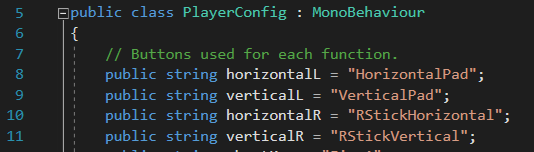 5 public class PlayerConfig : MonoBehaviour
6 {
7 // Buttons used for each function.
8 public string horizontalL = "HorizontalPad";
9 public string verticalL = "VerticalPad";
10 public string horizontalR = "RStickHorizontal";
11 public string verticalR = "RStickVertical";